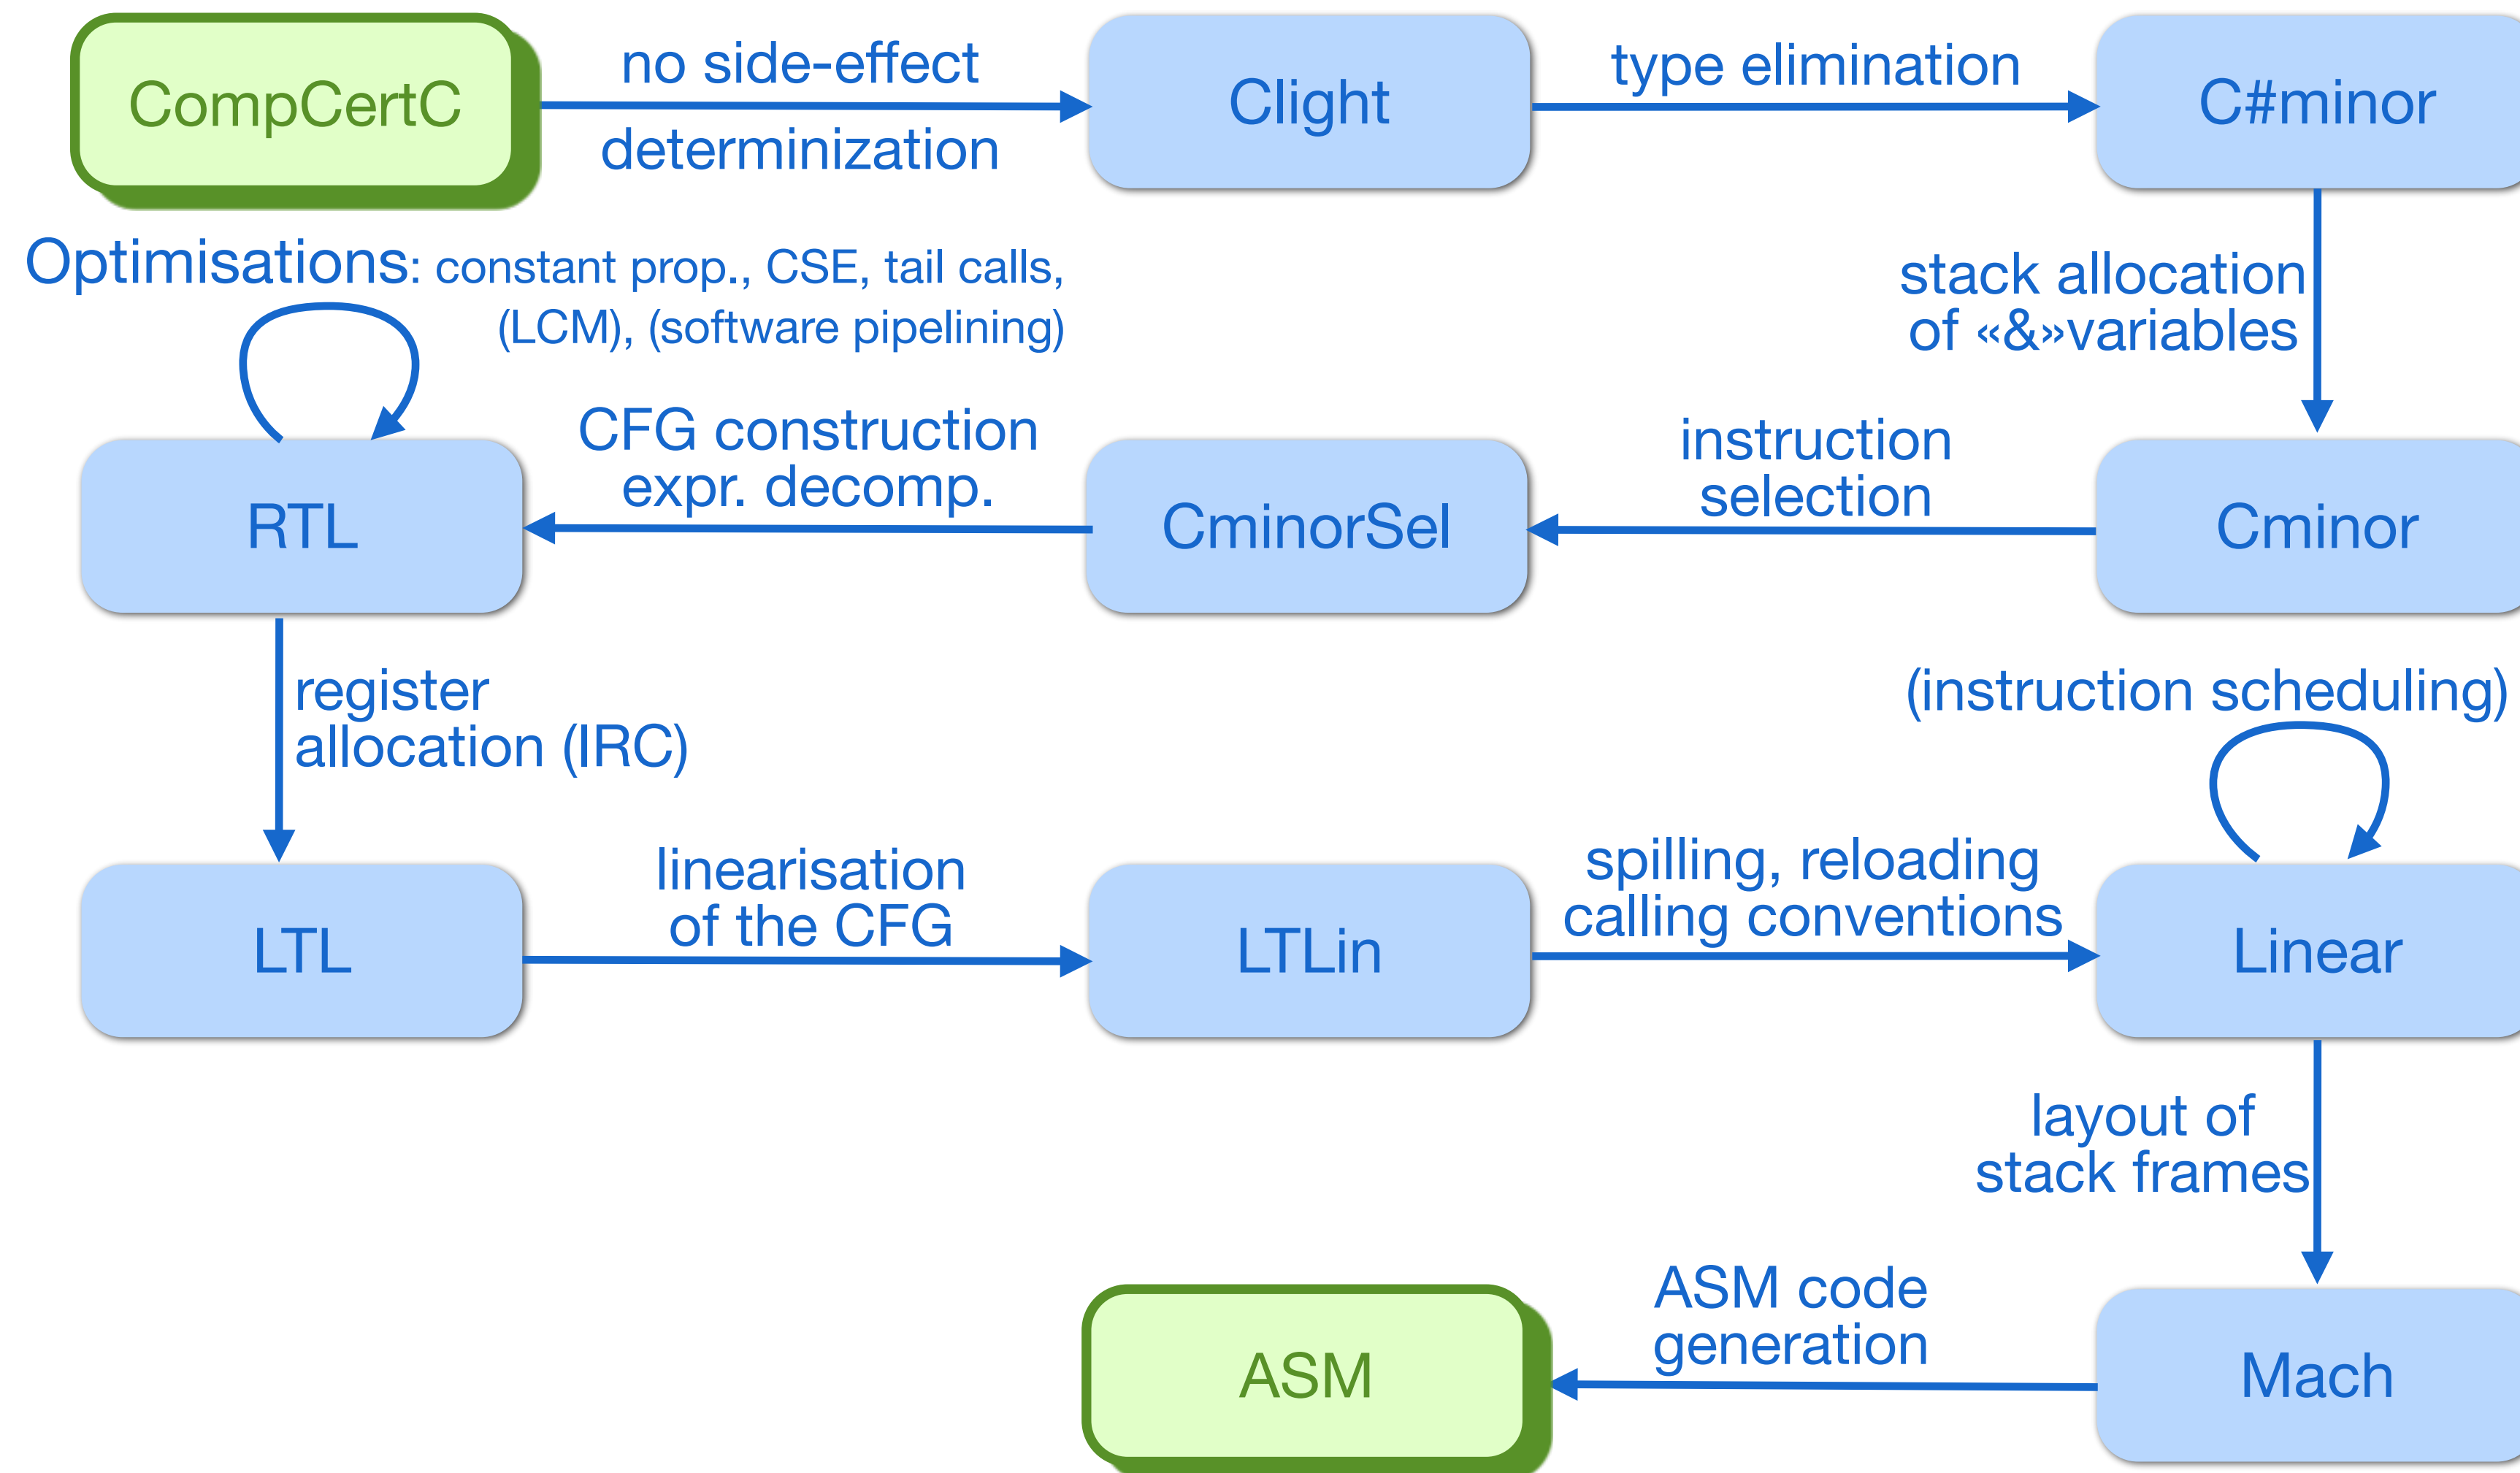 CompCertC
no side-effect
determinization
Clight
type elimination
C#minor
Optimisations: constant prop., CSE, tail calls,
(LCM), (software pipelining)
stack allocation
of «&»variables
RTL
CFG construction
expr. decomp.
CminorSel
instruction
selection
Cminor
register
allocation (IRC)
(instruction scheduling)
LTL
linearisation
of the CFG
LTLin
spilling, reloading
calling conventions
Linear
layout of
stack frames
ASM
ASM code
generation
Mach